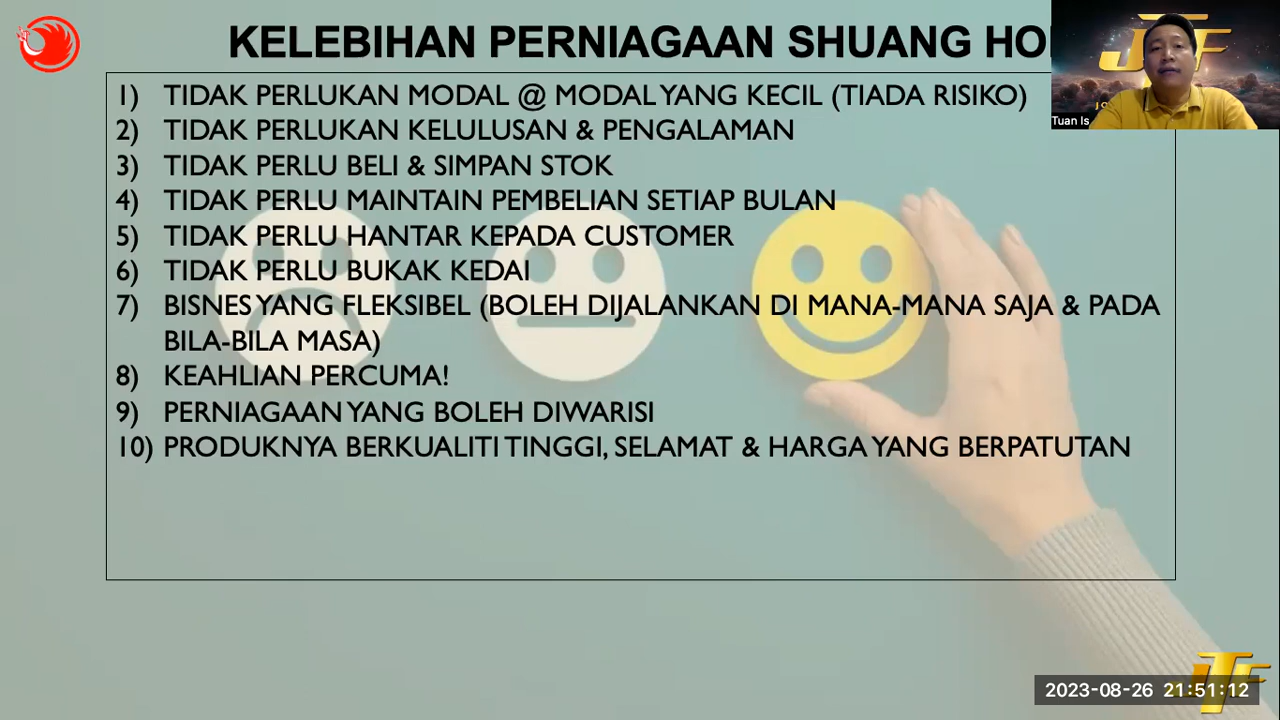 KELEBIHAN PERNIAGAAN SHUANG
1) TIDAK PERLUKAN MODAL @ MODAL YANG KECIL (TIADA RISIKO)
2) TIDAK PERLUKAN KELULUSAN & PENGALAMAN
3) TIDAK PERLU BELI & SIMPAN STOK
4) TIDAK PERLU MAINTAIN PEMBELIAN SETIAP BULAN
5) TIDAK PERLU HANTAR KEPADA CUSTOMER
6) TIDAK PERLU BUKAK KEDAI
7) BISNES YANG FLEKSIBEL (BOLEH DIJALANKAN DI MANA-MANA SAJA & PADA
BILA-BILA MASA)
8) KEAHLIAN PERCUMA!
9) PERNIAGAAN YANG BOLEH DIWARISI
10) PRODUKNYA BERKUALITI TINGGI, SELAMAT & HARGA YANG BERPATUTAN
Tuan Is
JTF
2023-08-26 21:51:12